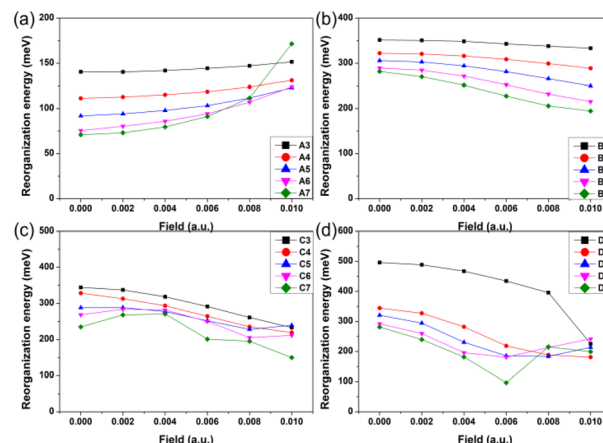 (a)
Reorganization energy (meV)
200
150
100
50
0
0.000 0.002 0.004 0.006 0.008 0.010
Field (a.u.)
A3
A4
A5
A6
A7
(b)
Reorganization energy (meV)
400
300
200
100
0
0.000 0.002 0.004 0.006 0.008 0.010
Field (a.u.)
B
B
B
B
B
(c)
Reorganization energy (meV)
500
400
300
200
100
0
0.000 0.002 0.004 0.006 0.008 0.010
Field (a.u.)
C3
C4
C5
C6
C7
(d)
Reorganization energy (meV)
600
500
400
300
200
100
0
0.000 0.002 0.004 0.006 0.008 0.010
Field (a.u.)
D
D
D
D
D